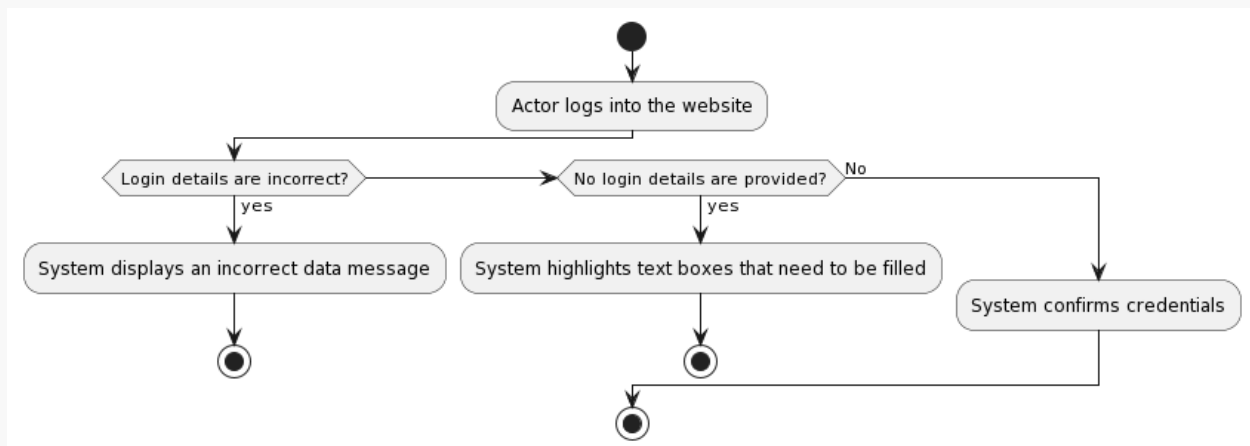 Actor logs into the website
Login details are incorrect?
No login details are provided?
No
yes
yes
System displays an incorrect data message
System highlights text boxes that need to be filled
System confirms credentials